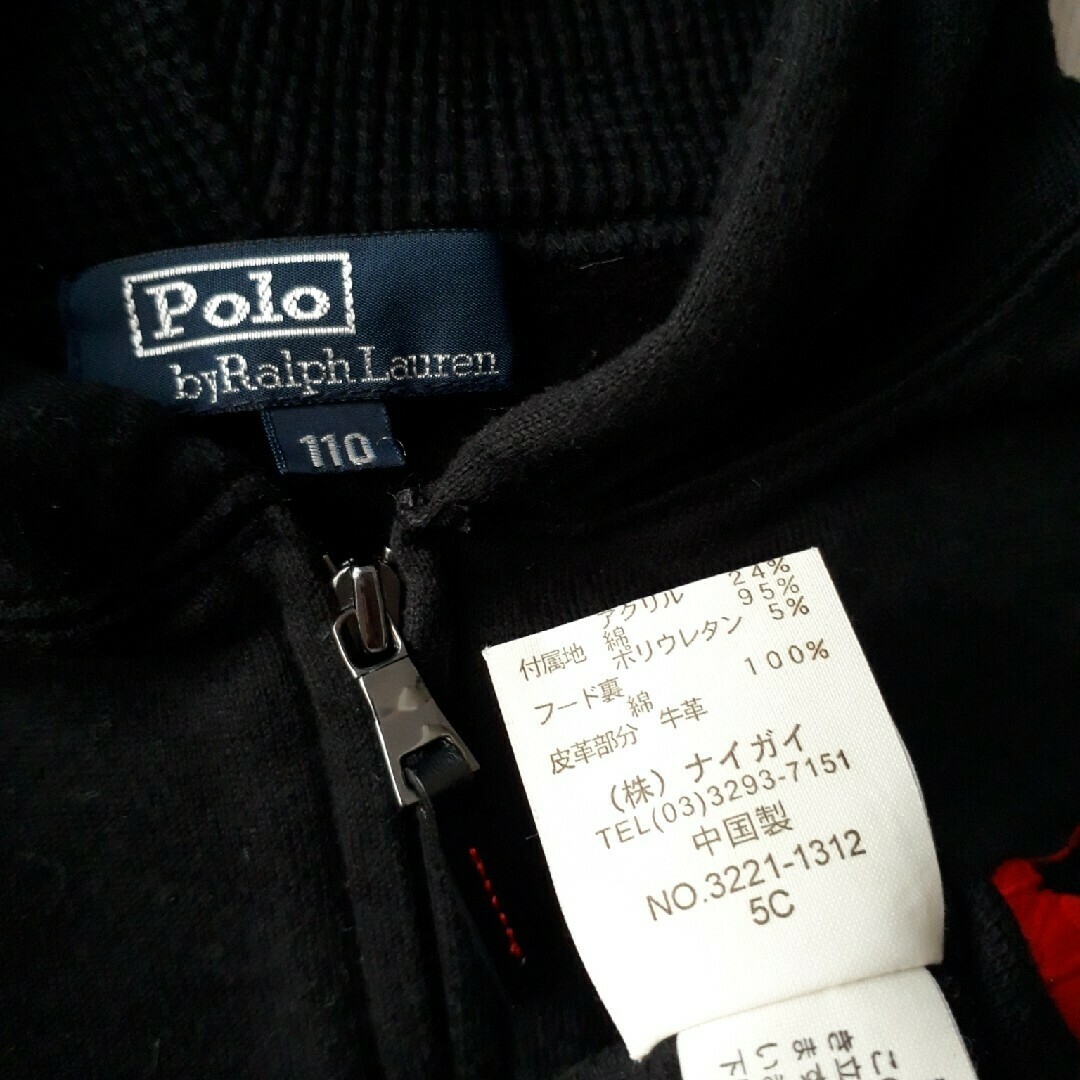 Polo
by Ralph Lauren
110
アクリル 24%
付属地 綿 95%
ポリウレタン 5%
フード裏
綿 100%
皮革部分 牛革
(株) ナイガイ
TEL(03)3293-7151
中国製
NO.3221-1312
5C